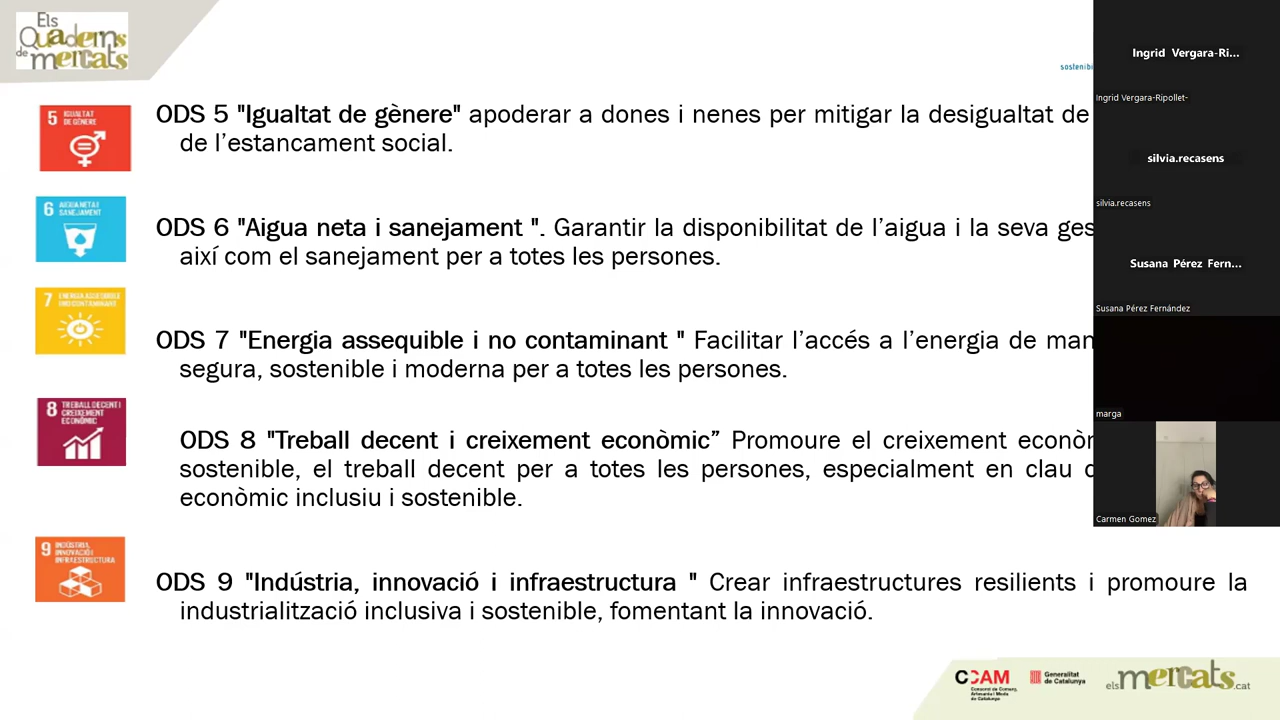 Els
Quaderns
de mercats
sostenibi
5 IGUALTAT
DE GÈNERE
ODS 5 "Igualtat de gènere" apoderar a dones i nenes per mitigar la desigualtat de
de l’estancament social.
6 AIGUA NETA I
SANEJAMENT
ODS 6 "Aigua neta i sanejament ". Garantir la disponibilitat de l’aigua i la seva ges
així com el sanejament per a totes les persones.
7 ENERGIA ASSEQUIBLE
I NO CONTAMINANT
ODS 7 "Energia assequible i no contaminant " Facilitar l’accés a l’energia de man
segura, sostenible i moderna per a totes les persones.
8 TREBALL DECENT I
CREIXEMENT
ECONÒMIC
ODS 8 "Treball decent i creixement econòmic” Promoure el creixement econòm
sostenible, el treball decent per a totes les persones, especialment en clau d
econòmic inclusiu i sostenible.
9 INDÚSTRIA,
INNOVACIÓ I
INFRAESTRUCTURA
ODS 9 "Indústria, innovació i infraestructura " Crear infraestructures resilients i promoure la
industrialització inclusiva i sostenible, fomentant la innovació.
Ingrid Vergara-Ri...
Ingrid Vergara-Ripollet-
silvia.recasens
silvia.recasens
Susana Pérez Fern...
Susana Pérez Fernández
marga
Carmen Gomez
CCAM
Consorci de Comerç,
Artesania i Moda
de Catalunya
Generalitat
de Catalunya
elsmercats.cat